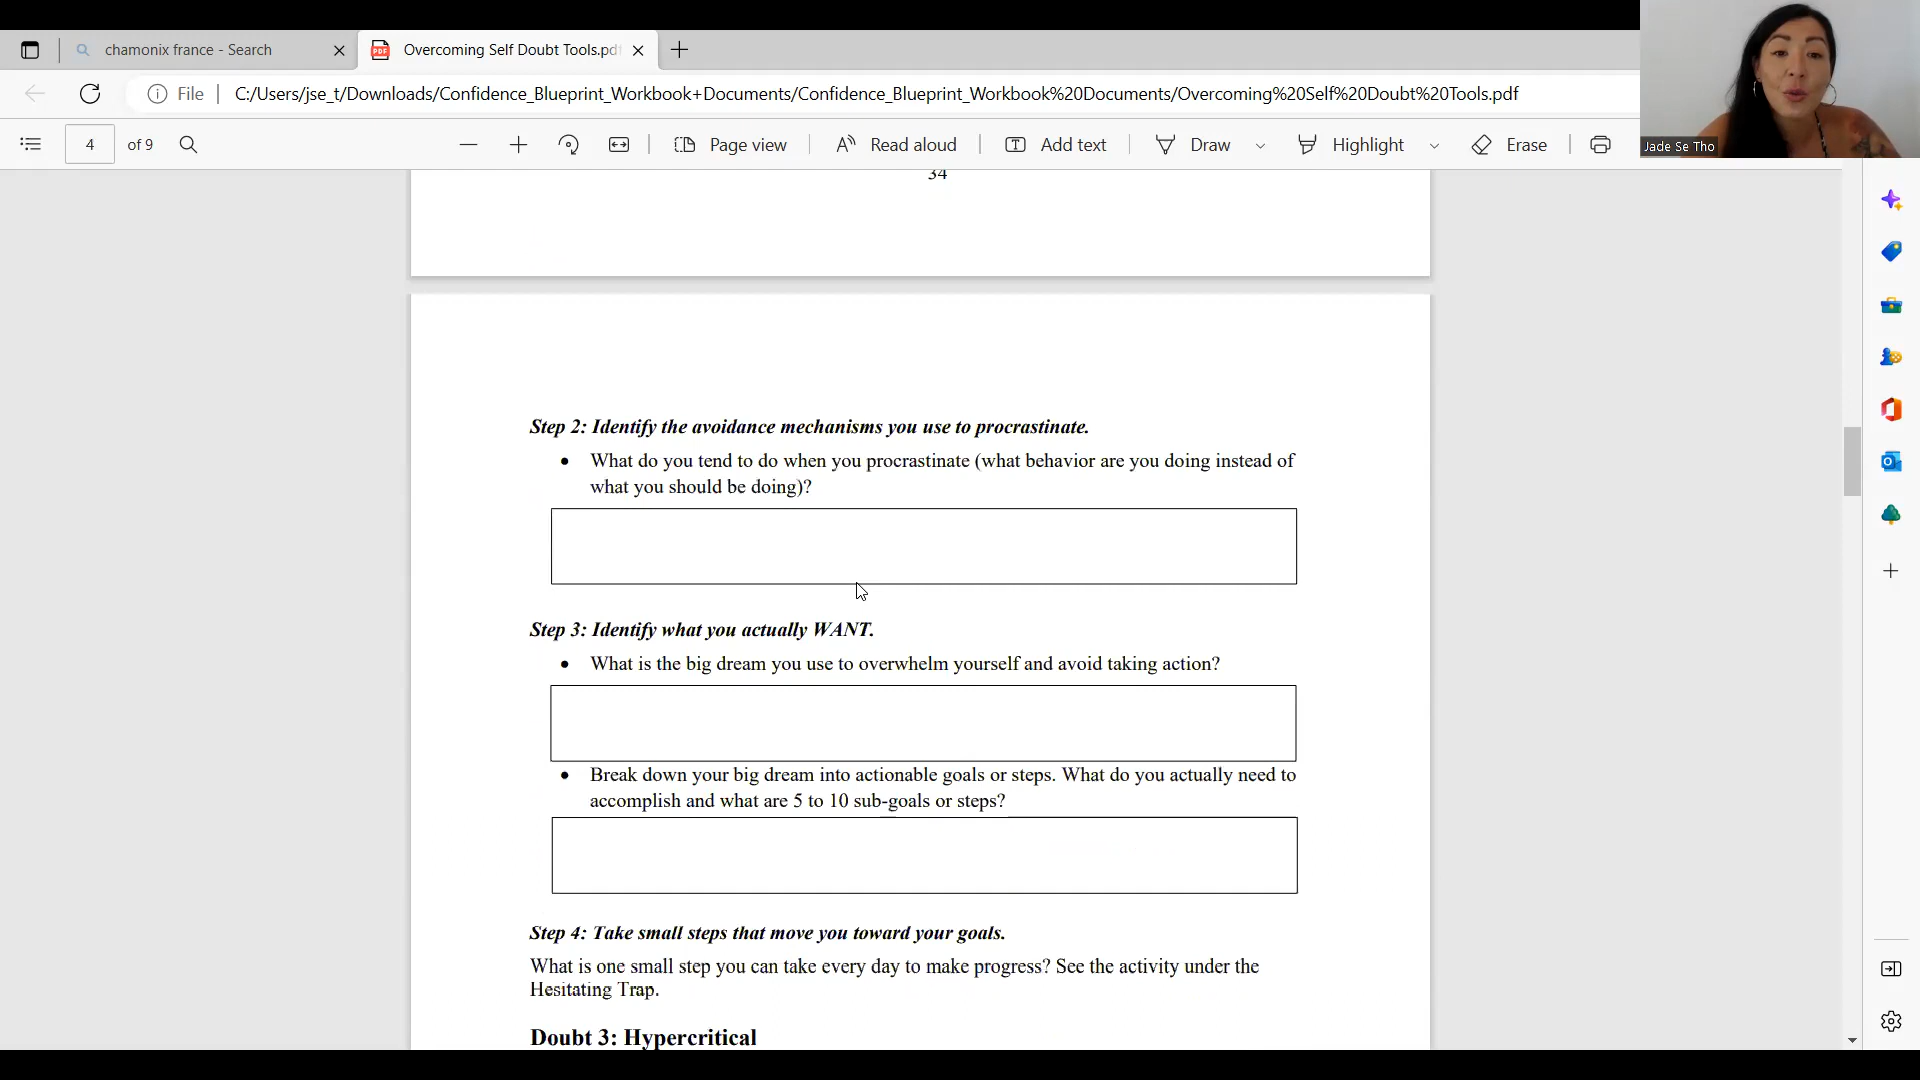 chamonix france - Search
Overcoming Self Doubt Tools.pdf
File
C:/Users/jse_t/Downloads/Confidence_Blueprint_Workbook+Documents/Confidence_Blueprint_Workbook%20Documents/Overcoming%20Self%20Doubt%20Tools.pdf
4 of 9
Page view
Read aloud
Add text
Draw
Highlight
Erase
Jade Se Tho
34
Step 2: Identify the avoidance mechanisms you use to procrastinate.
• What do you tend to do when you procrastinate (what behavior are you doing instead of
what you should be doing)?
Step 3: Identify what you actually WANT.
• What is the big dream you use to overwhelm yourself and avoid taking action?
• Break down your big dream into actionable goals or steps. What do you actually need to
accomplish and what are 5 to 10 sub-goals or steps?
Step 4: Take small steps that move you toward your goals.
What is one small step you can take every day to make progress? See the activity under the
Hesitating Trap.
Doubt 3: Hypercritical